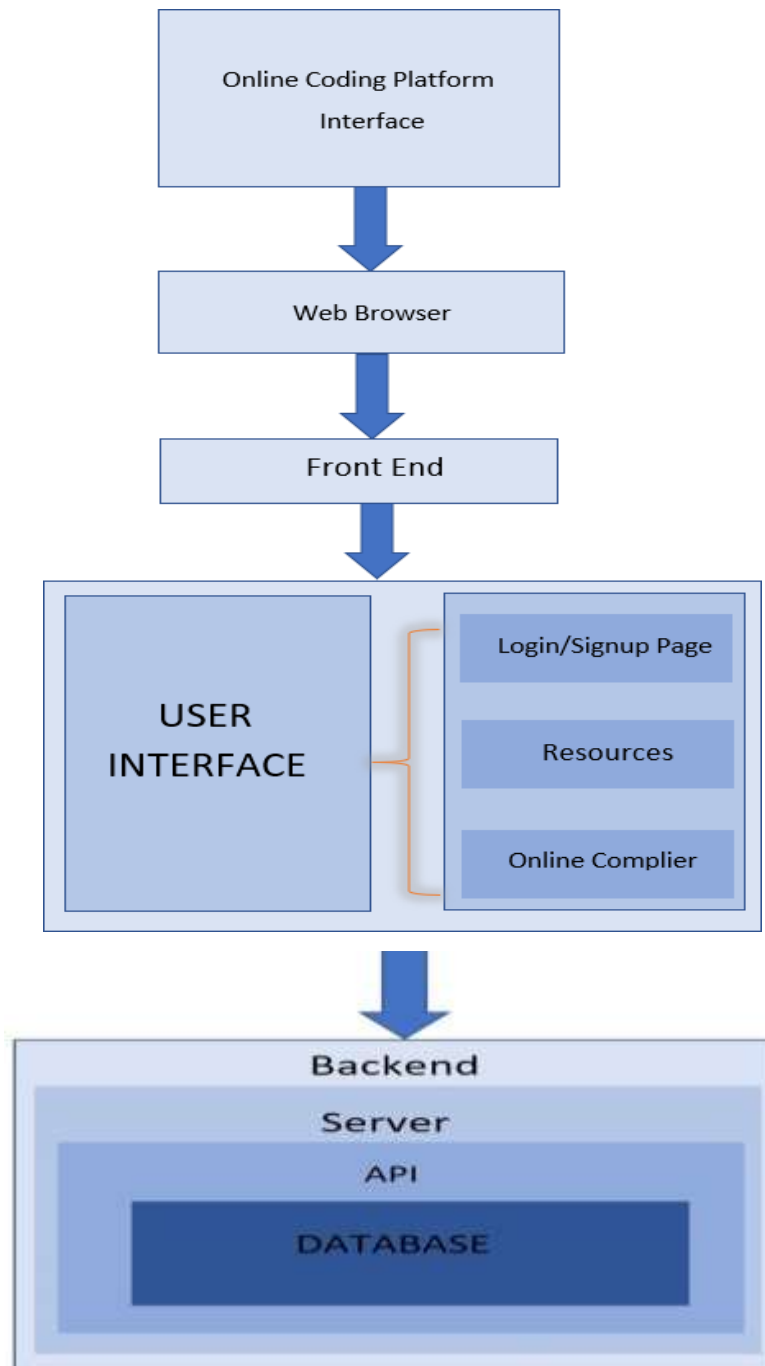 Online Coding Platform
Interface
Web Browser
Front End
USER
INTERFACE
Login/Signup Page
Resources
Online Complier
Backend
Server
API
DATABASE